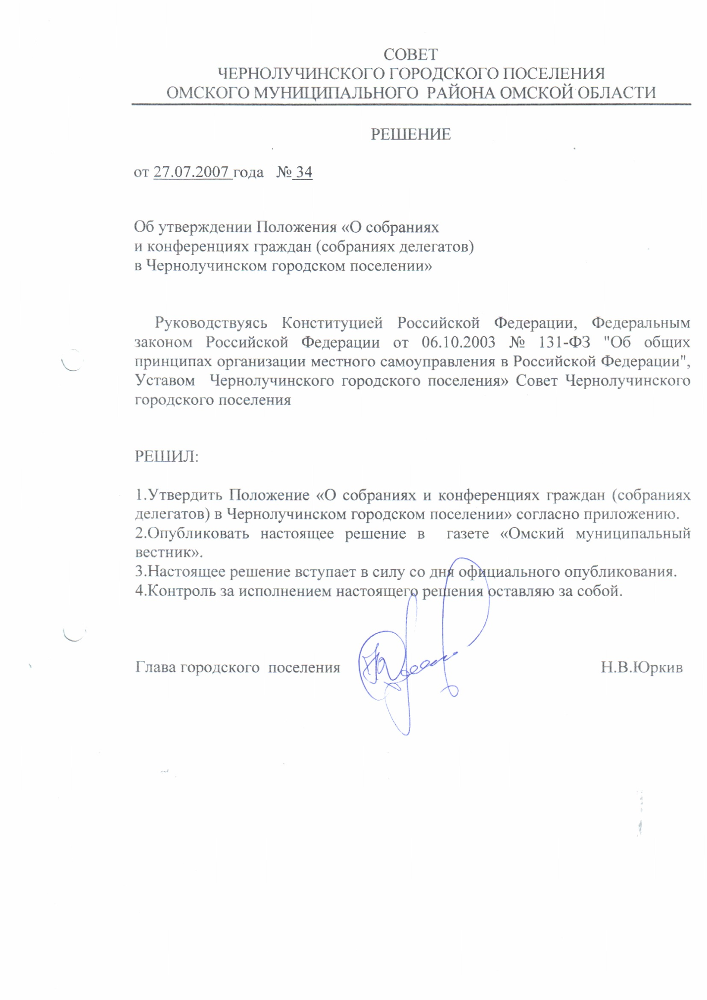 СОВЕТ
ЧЕРНОЛУЧИНСКОГО ГОРОДСКОГО ПОСЕЛЕНИЯ
ОМСКОГО МУНИЦИПАЛЬНОГО РАЙОНА ОМСКОЙ ОБЛАСТИ
РЕШЕНИЕ
от 27.07.2007 года № 34
Об утверждении Положения «О собраниях
и конференциях граждан (собраниях делегатов)
в Чернолучинском городском поселении»
Руководствуясь Конституцией Российской Федерации, Федеральным
законом Российской Федерации от 06.10.2003 № 131-ФЗ "Об общих
принципах организации местного самоуправления в Российской Федерации",
Уставом Чернолучинского городского поселения» Совет Чернолучинского
городского поселения
РЕШИЛ:
1.Утвердить Положение «О собраниях и конференциях граждан (собраниях
делегатов) в Чернолучинском городском поселении» согласно приложению.
2.Опубликовать настоящее решение в газете «Омский муниципальный
вестник».
3.Настоящее решение вступает в силу со дня официального опубликования.
4.Контроль за исполнением настоящего решения оставляю за собой.
Глава городского поселения Н.В.Юркив